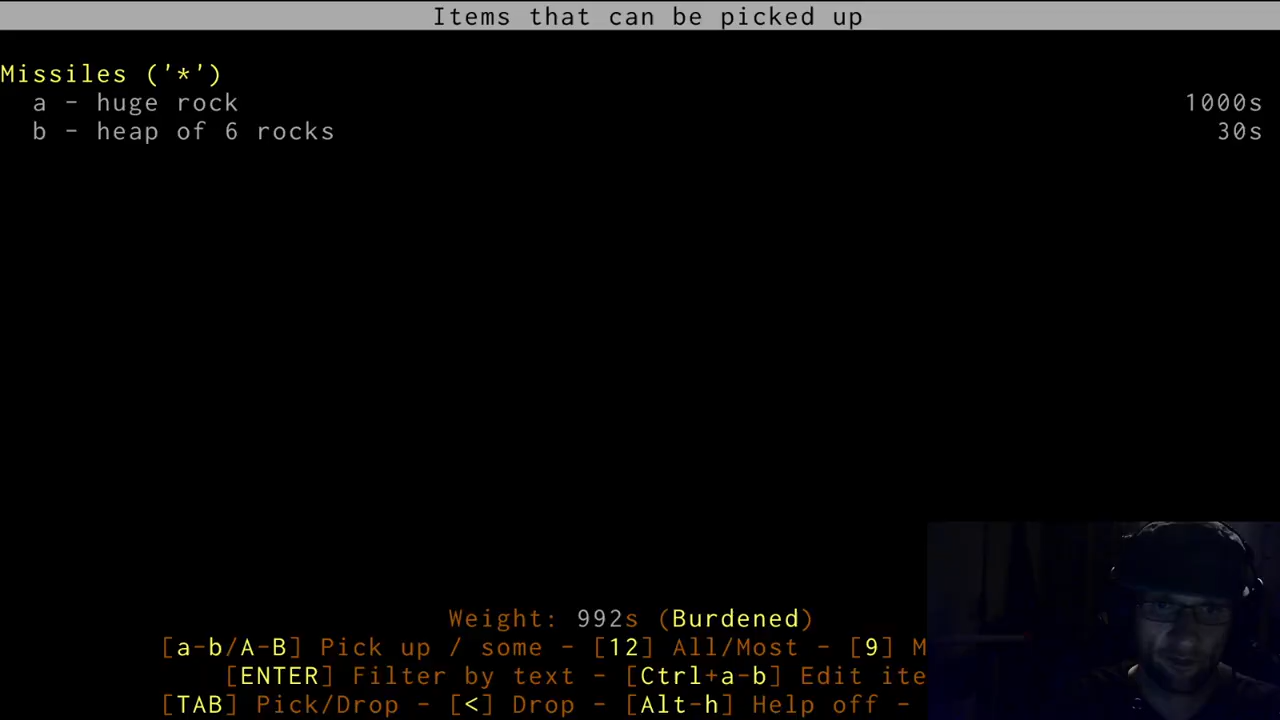 Items that can be picked up
Missiles ('*')
a - huge rock 1000s
b - heap of 6 rocks 30s
Weight: 992s (Burdened)
[a-b/A-B] Pick up / some - [12] All/Most - [9] M
[ENTER] Filter by text - [Ctrl+a-b] Edit ite
[TAB] Pick/Drop - [<] Drop - [Alt-h] Help off -